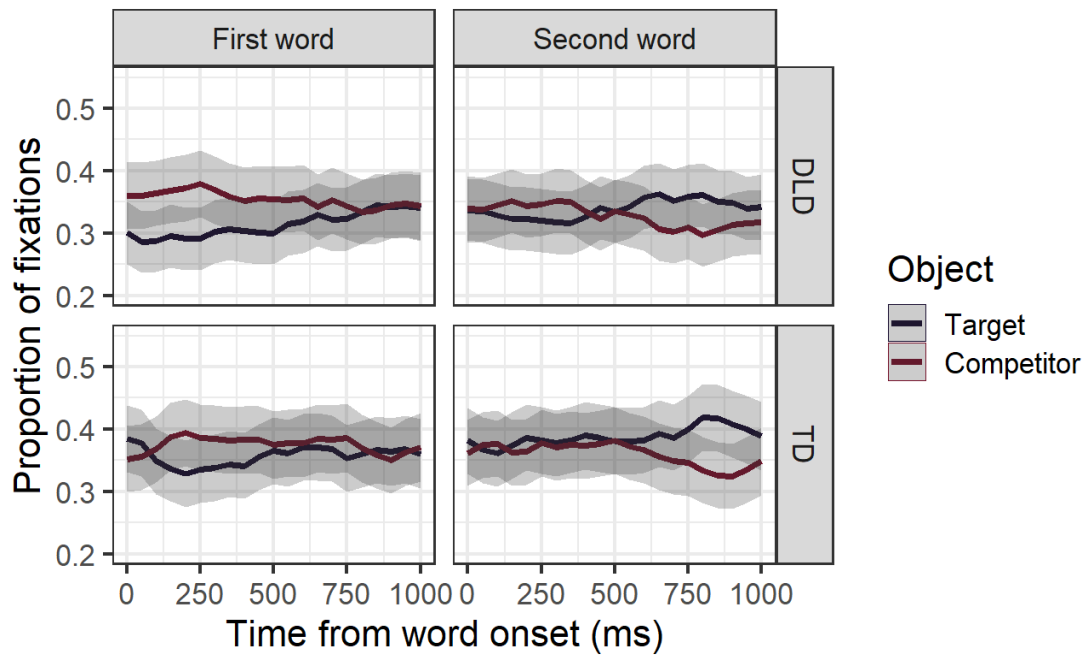 First word
Second word
Proportion of fixations
0.5
0.4
0.3
0.2
DLD
0.5
0.4
0.3
0.2
TD
0 250 500 750 1000
0 250 500 750 1000
Time from word onset (ms)
Object
Target
Competitor